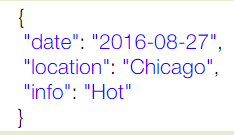 {
"date": "2016-08-27",
"location": "Chicago",
"info": "Hot"
}